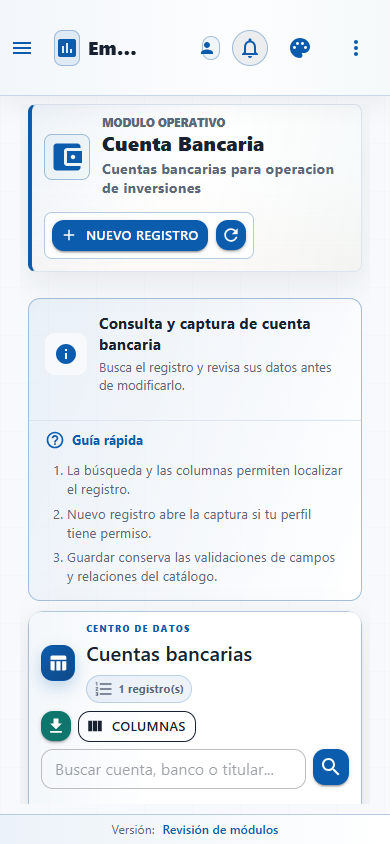 Em...
MODULO OPERATIVO
Cuenta Bancaria
Cuentas bancarias para operacion
de inversiones
NUEVO REGISTRO
Consulta y captura de cuenta
bancaria
Busca el registro y revisa sus datos antes
de modificarlo.
Guía rápida
1. La búsqueda y las columnas permiten localizar
el registro.
2. Nuevo registro abre la captura si tu perfil
tiene permiso.
3. Guardar conserva las validaciones de campos
y relaciones del catálogo.
CENTRO DE DATOS
Cuentas bancarias
1 registro(s)
COLUMNAS
Buscar cuenta, banco o titular...
Versión: Revisión de módulos